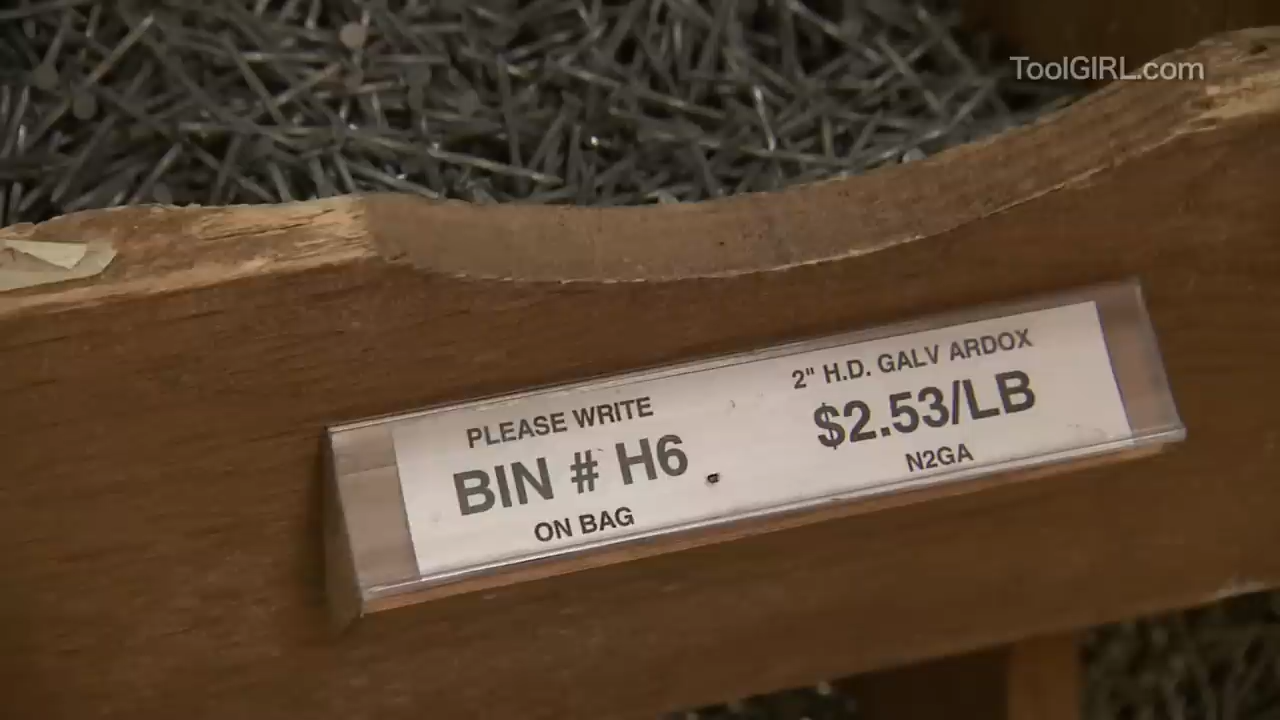 ToolGIRL.com
PLEASE WRITE
BIN # H6
ON BAG
2" H.D. GALV ARDOX
$2.53/LB
N2GA